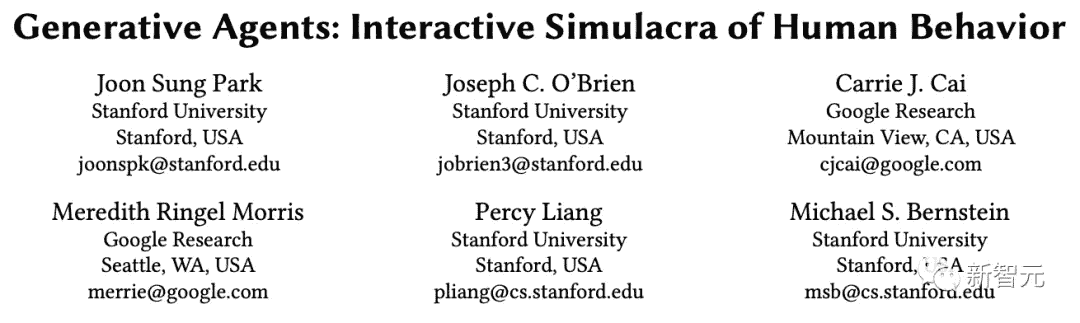 Generative Agents: Interactive Simulacra of Human Behavior
Joon Sung Park
Stanford University
Stanford, USA
joonspk@stanford.edu
Joseph C. O'Brien
Stanford University
Stanford, USA
jobrien3@stanford.edu
Carrie J. Cai
Google Research
Mountain View, CA, USA
cjcai@google.com
Meredith Ringel Morris
Google Research
Seattle, WA, USA
merrie@google.com
Percy Liang
Stanford University
Stanford, USA
pliang@cs.stanford.edu
Michael S. Bernstein
Stanford University
Stanford, USA
msb@cs.stanford.edu
新智元